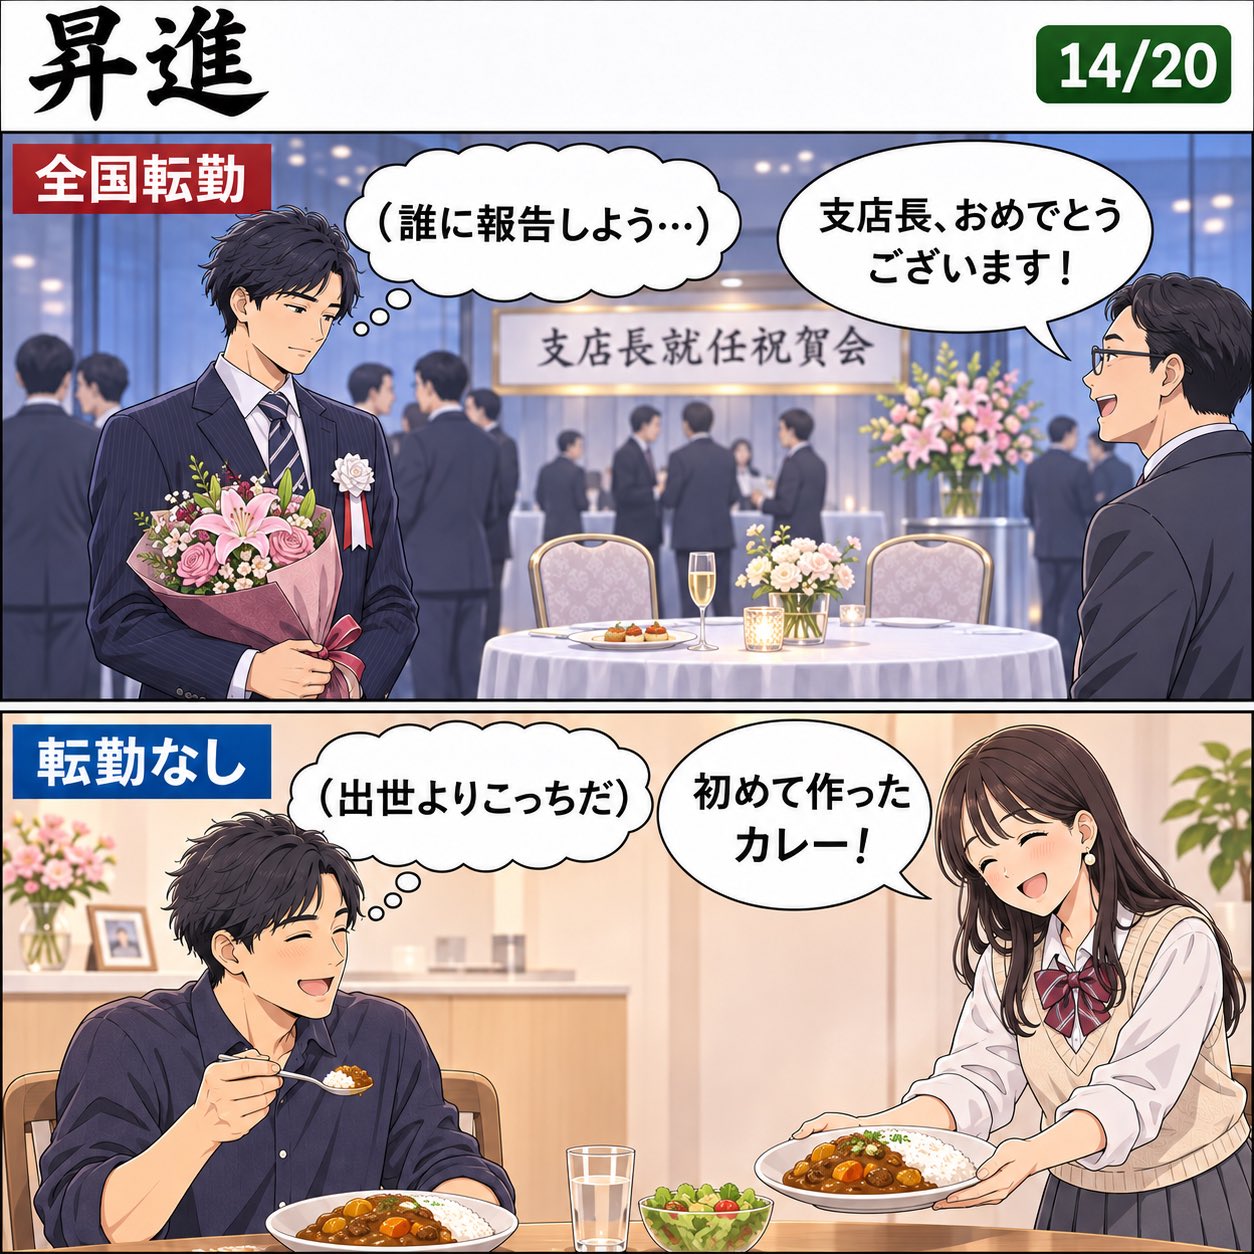 昇進
14/20
全国転勤
(誰に報告しよう…)
支店長、おめでとう
ございます!
支店長就任祝賀会
転勤なし
(出世よりこっちだ)
初めて作った
カレー!